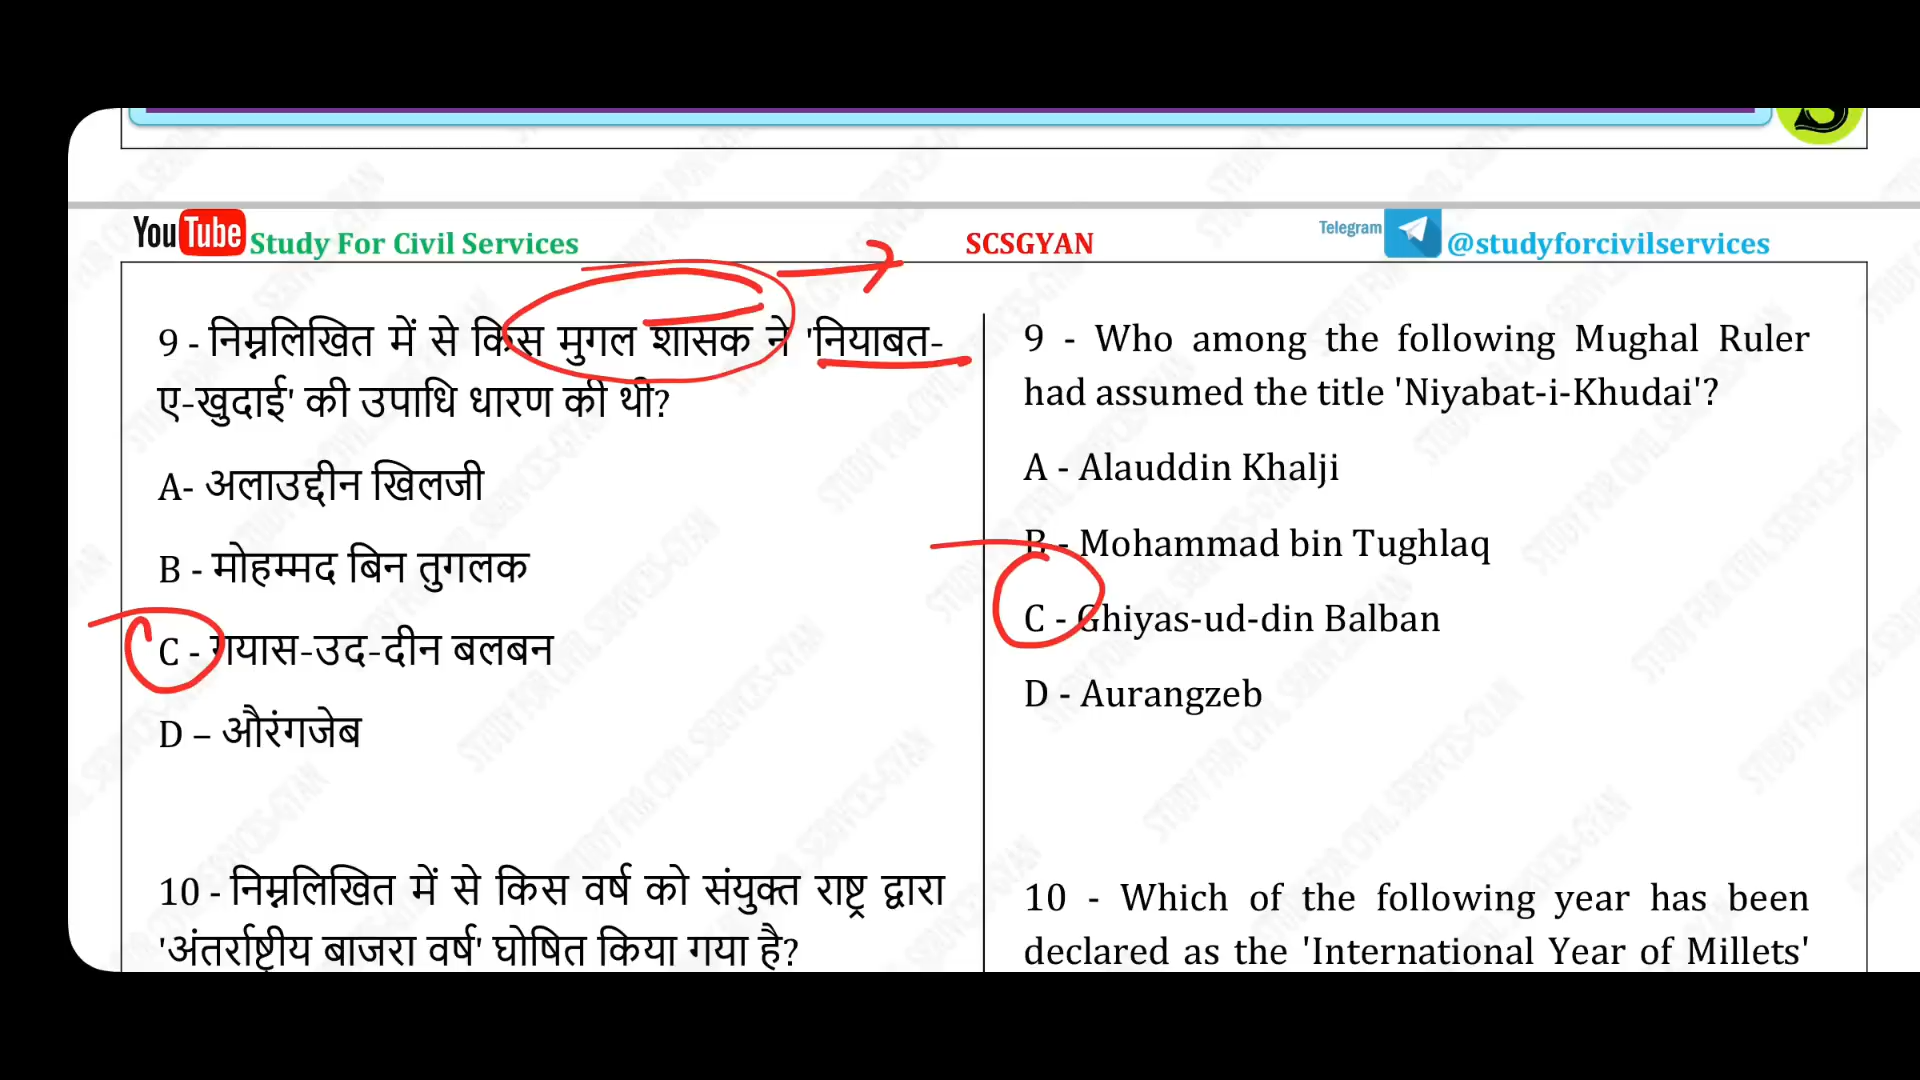 YouTube Study For Civil Services
SCSGYAN
Telegram @studyforcivilservices
9 - निम्नलिखित में से किस मुगल शासक ने 'नियाबत-
ए-खुदाई' की उपाधि धारण की थी?
A- अलाउद्दीन खिलजी
B - मोहम्मद बिन तुगलक
C - गयास-उद-दीन बलबन
D – औरंगजेब
10 - निम्नलिखित में से किस वर्ष को संयुक्त राष्ट्र द्वारा
'अंतर्राष्ट्रीय बाजरा वर्ष' घोषित किया गया है?
9 - Who among the following Mughal Ruler
had assumed the title 'Niyabat-i-Khudai'?
A - Alauddin Khalji
B - Mohammad bin Tughlaq
C - Ghiyas-ud-din Balban
D - Aurangzeb
10 - Which of the following year has been
declared as the 'International Year of Millets'